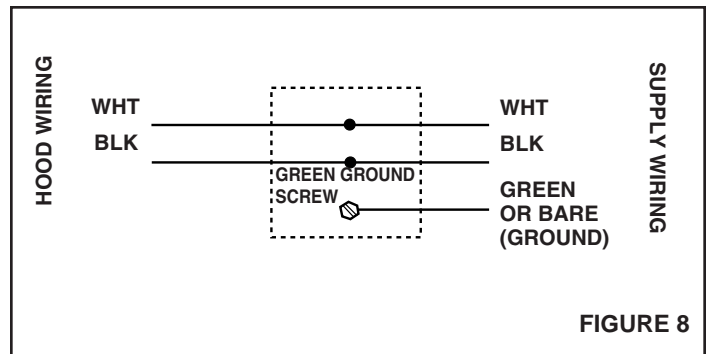 HOOD WIRING
WHT
BLK
GREEN GROUND
SCREW
WHT
BLK
GREEN
OR BARE
(GROUND)
SUPPLY WIRING
FIGURE 8